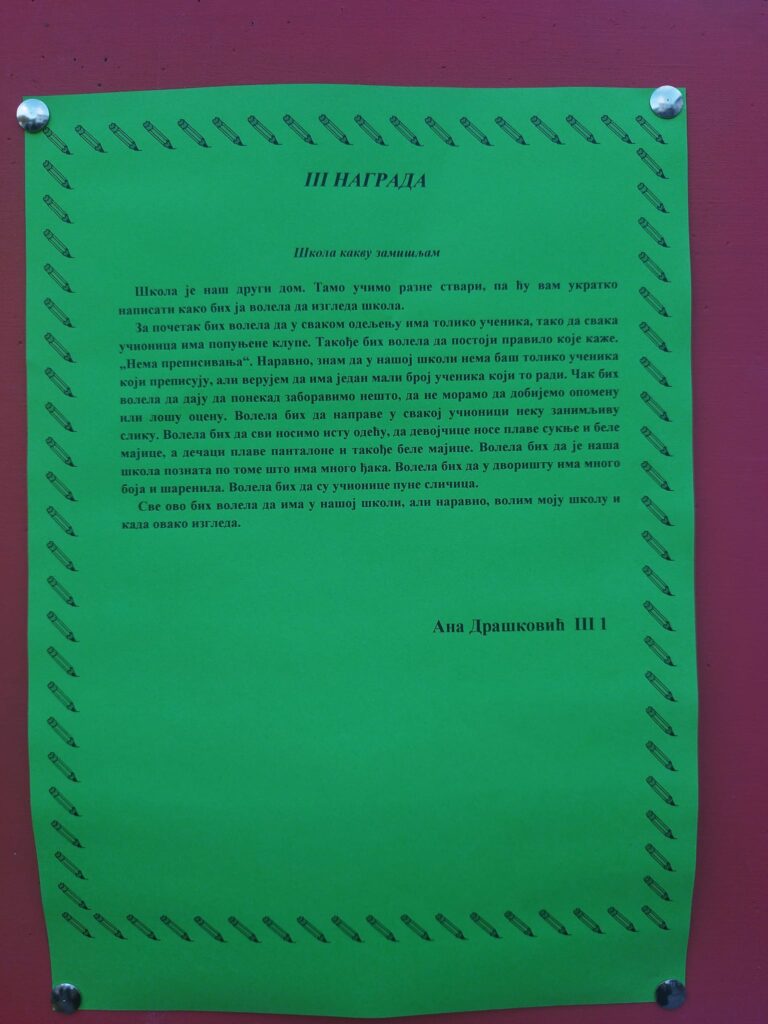 III НАГРАДА
Школа какву замишљам
Школа је наш други дом. Тамо учимо разне ствари, па ћу вам укратко
написати како бих ја волела да изгледа школа.
За почетак бих волела да у сваком одељењу има толико ученика, тако да свака
учионица има попуњене клупе. Такође бих волела да постоји правило које каже.
„Нема преписивања“. Наравно, знам да у нашој школи нема баш толико ученика
који преписују, али верујем да има један мали број ученика који то ради. Чак бих
волела да дају да понекад заборавимо нешто, да не морамо да добијемо опомену
или лошу оцену. Волела бих да направе у свакој учионици неку занимљиву
слику. Волела бих да сви носимо исту одећу, да девојчице носе плаве сукње и беле
мајице, а дечаци плаве панталоне и такође беле мајице. Волела бих да је наша
школа позната по томе што има много ђака. Волела бих да у дворишту има много
боја и шаренила. Волела бих да су учионице пуне сличица.
Све ово бих волела да има у нашој школи, али наравно, волим моју школу и
када овако изгледа.
Ана Драшковић III 1